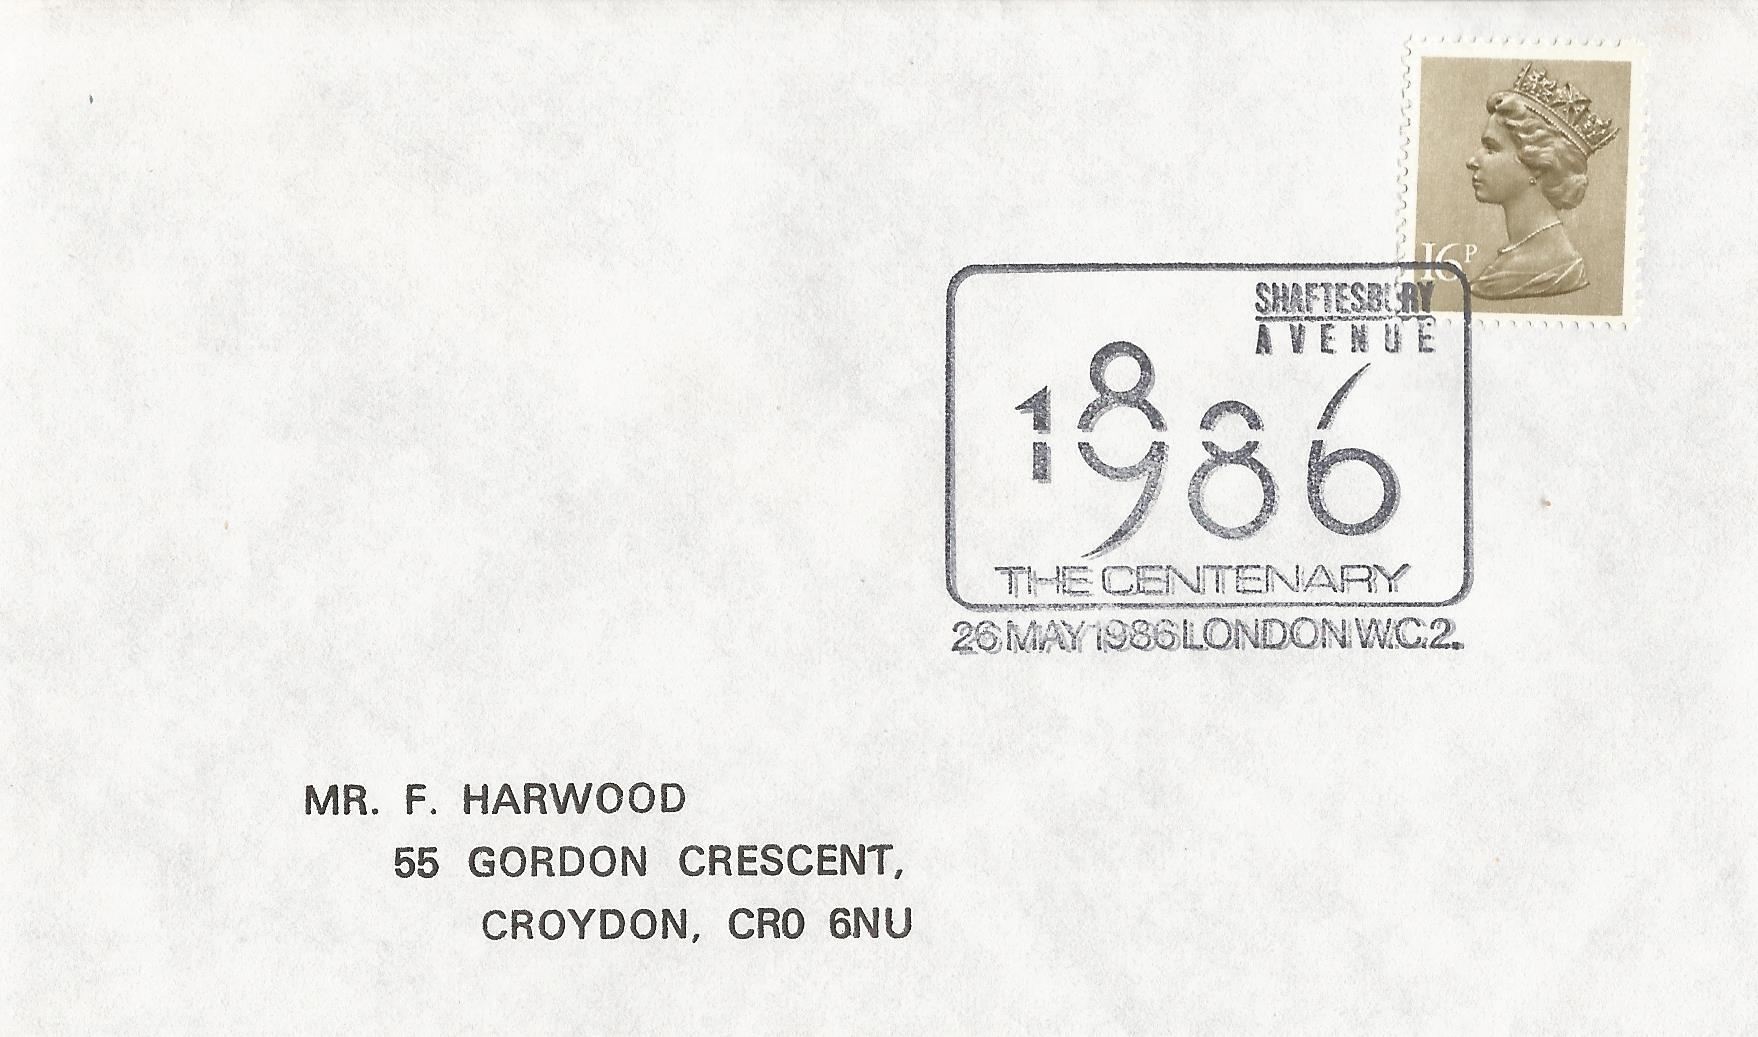 16P
SHAFTESBURY
AVENUE
1886
1986
THE CENTENARY
26 MAY 1986 LONDON W.C.2.
MR. F. HARWOOD
55 GORDON CRESCENT,
CROYDON, CR0 6NU